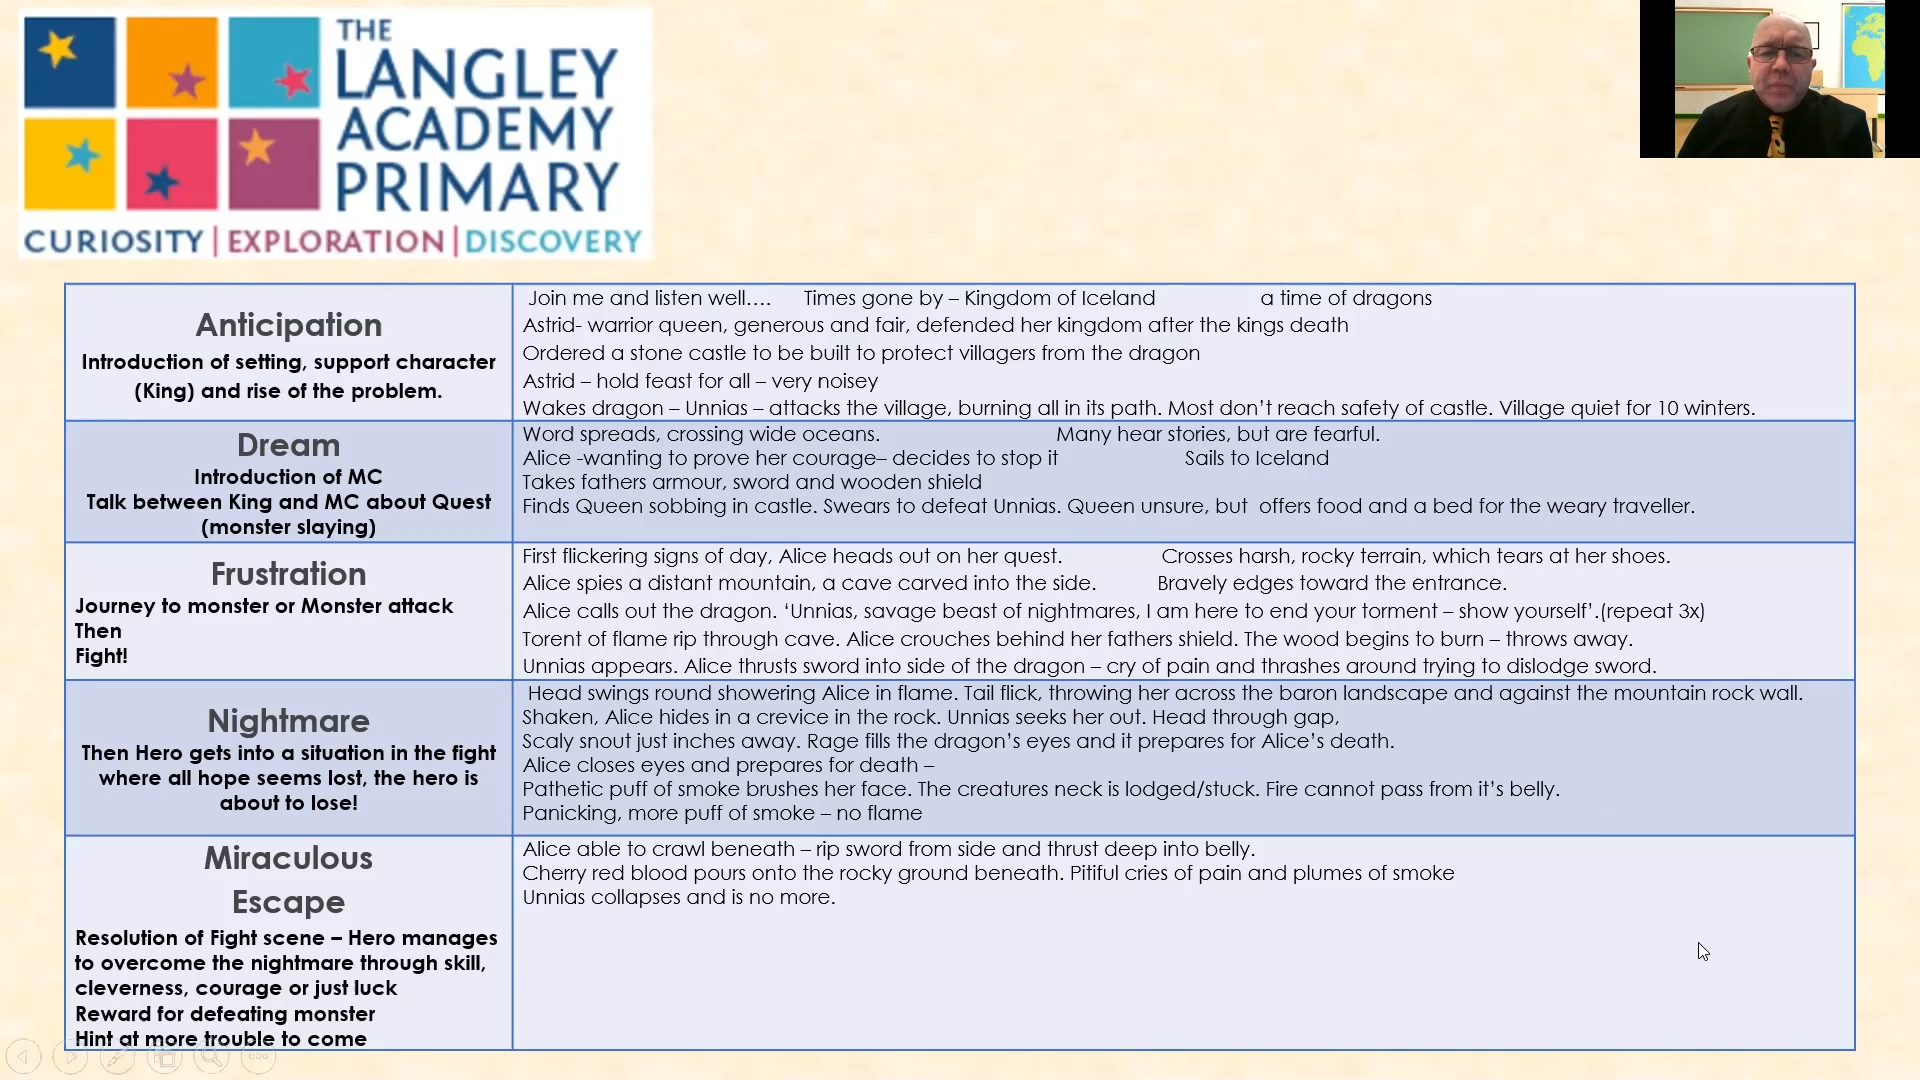 THE
LANGLEY
ACADEMY
PRIMARY
CURIOSITY | EXPLORATION | DISCOVERY
Anticipation
Introduction of setting, support character
(King) and rise of the problem.
Join me and listen well…. Times gone by – Kingdom of Iceland a time of dragons
Astrid- warrior queen, generous and fair, defended her kingdom after the kings death
Ordered a stone castle to be built to protect villagers from the dragon
Astrid – hold feast for all – very noisey
Wakes dragon – Unnias – attacks the village, burning all in its path. Most don’t reach safety of castle. Village quiet for 10 winters.
Dream
Introduction of MC
Talk between King and MC about Quest
(monster slaying)
Word spreads, crossing wide oceans. Many hear stories, but are fearful.
Alice -wanting to prove her courage– decides to stop it Sails to Iceland
Takes fathers armour, sword and wooden shield
Finds Queen sobbing in castle. Swears to defeat Unnias. Queen unsure, but offers food and a bed for the weary traveller.
Frustration
Journey to monster or Monster attack
Then
Fight!
First flickering signs of day, Alice heads out on her quest. Crosses harsh, rocky terrain, which tears at her shoes.
Alice spies a distant mountain, a cave carved into the side. Bravely edges toward the entrance.
Alice calls out the dragon. ‘Unnias, savage beast of nightmares, I am here to end your torment – show yourself’.(repeat 3x)
Torent of flame rip through cave. Alice crouches behind her fathers shield. The wood begins to burn – throws away.
Unnias appears. Alice thrusts sword into side of the dragon – cry of pain and thrashes around trying to dislodge sword.
Nightmare
Then Hero gets into a situation in the fight
where all hope seems lost, the hero is
about to lose!
Head swings round showering Alice in flame. Tail flick, throwing her across the baron landscape and against the mountain rock wall.
Shaken, Alice hides in a crevice in the rock. Unnias seeks her out. Head through gap,
Scaly snout just inches away. Rage fills the dragon’s eyes and it prepares for Alice’s death.
Alice closes eyes and prepares for death –
Pathetic puff of smoke brushes her face. The creatures neck is lodged/stuck. Fire cannot pass from it’s belly.
Panicking, more puff of smoke – no flame
Miraculous
Escape
Resolution of Fight scene – Hero manages
to overcome the nightmare through skill,
cleverness, courage or just luck
Reward for defeating monster
Hint at more trouble to come
Alice able to crawl beneath – rip sword from side and thrust deep into belly.
Cherry red blood pours onto the rocky ground beneath. Pitiful cries of pain and plumes of smoke
Unnias collapses and is no more.